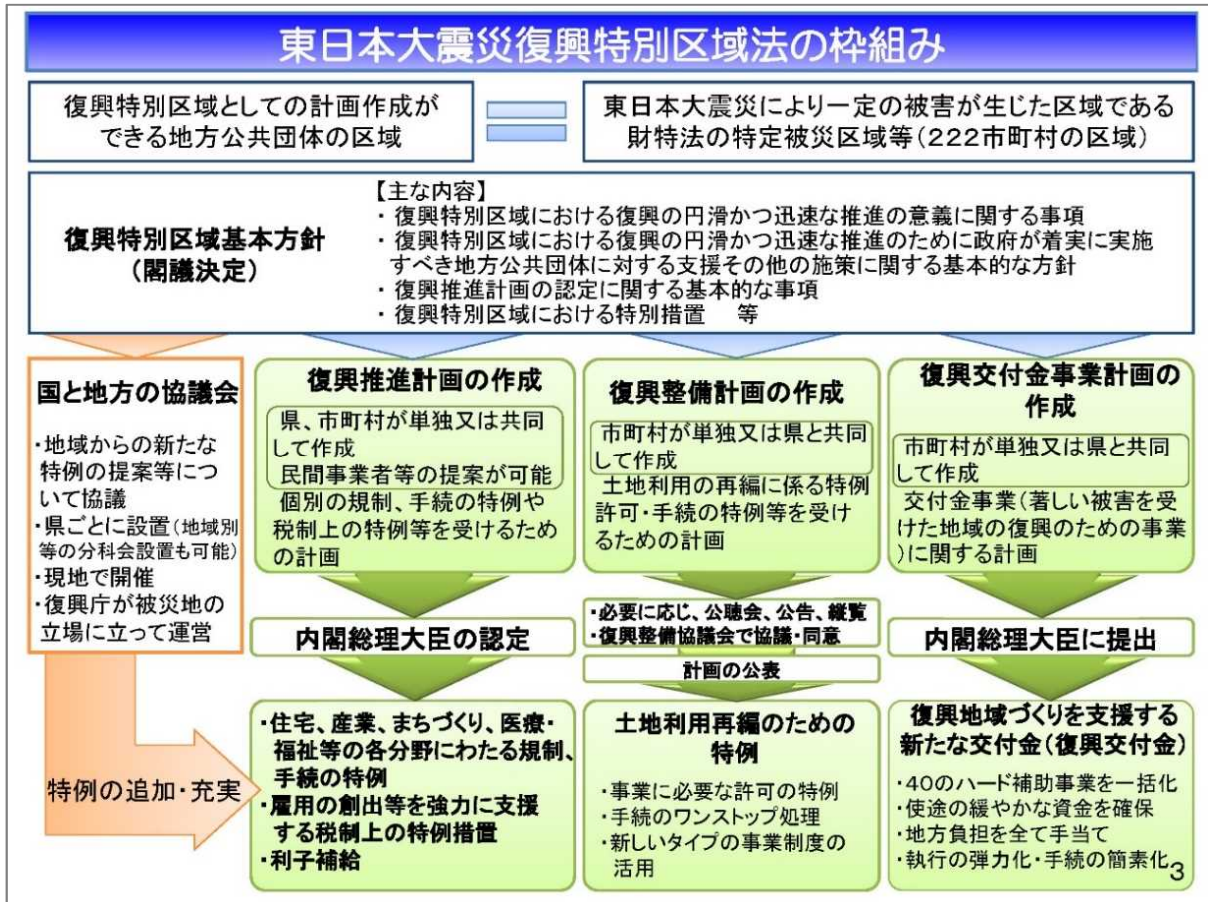 東日本大震災復興特別区域法の枠組み
復興特別区域としての計画作成が
できる地方公共団体の区域
東日本大震災により一定の被害が生じた区域である
財特法の特定被災区域等(222市町村の区域)
復興特別区域基本方針
(閣議決定)
【主な内容】
・復興特別区域における復興の円滑かつ迅速な推進の意義に関する事項
・復興特別区域における復興の円滑かつ迅速な推進のために政府が着実に実施
すべき地方公共団体に対する支援その他の施策に関する基本的な方針
・復興推進計画の認定に関する基本的な事項
・復興特別区域における特別措置 等
国と地方の協議会
・地域からの新たな
特例の提案等につ
いて協議
・県ごとに設置(地域別
等の分科会設置も可能)
・現地で開催
・復興庁が被災地の
立場に立って運営
特例の追加・充実
復興推進計画の作成
県、市町村が単独又は共同
して作成
民間事業者等の提案が可能
個別の規制、手続の特例や
税制上の特例等を受けるため
の計画
内閣総理大臣の認定
・住宅、産業、まちづくり、医療・
福祉等の各分野にわたる規制、
手続の特例
・雇用の創出等を強力に支援
する税制上の特例措置
・利子補給
復興整備計画の作成
市町村が単独又は県と共同
して作成
土地利用の再編に係る特例
許可・手続の特例等を受け
るための計画
・必要に応じ、公聴会、公告、縦覧
・復興整備協議会で協議・同意
計画の公表
土地利用再編のための
特例
・事業に必要な許可の特例
・手続のワンストップ処理
・新しいタイプの事業制度の
活用
復興交付金事業計画の
作成
市町村が単独又は県と共同
して作成
交付金事業(著しい被害を受
けた地域の復興のための事業
)に関する計画
内閣総理大臣に提出
復興地域づくりを支援する
新たな交付金(復興交付金)
・40のハード補助事業を一括化
・使途の緩やかな資金を確保
・地方負担を全て手当て
・執行の弾力化・手続の簡素化
3